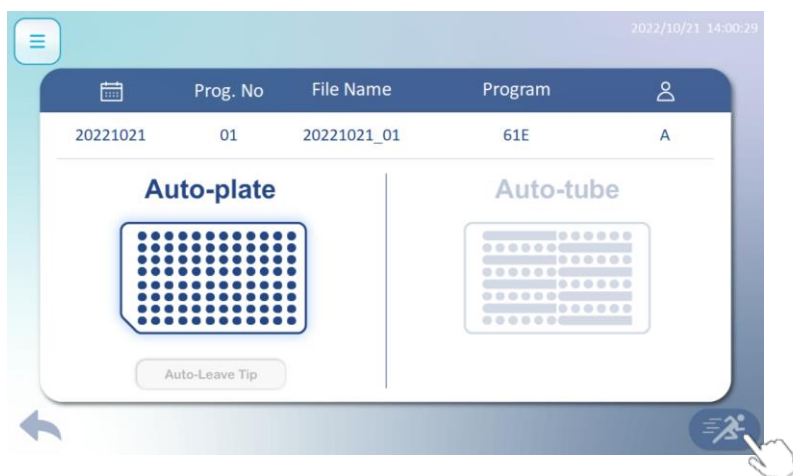 2022/10/21 14:00:29
Prog. No File Name Program
20221021 01 20221021_01 61E A
Auto-plate Auto-tube
Auto-Leave Tip